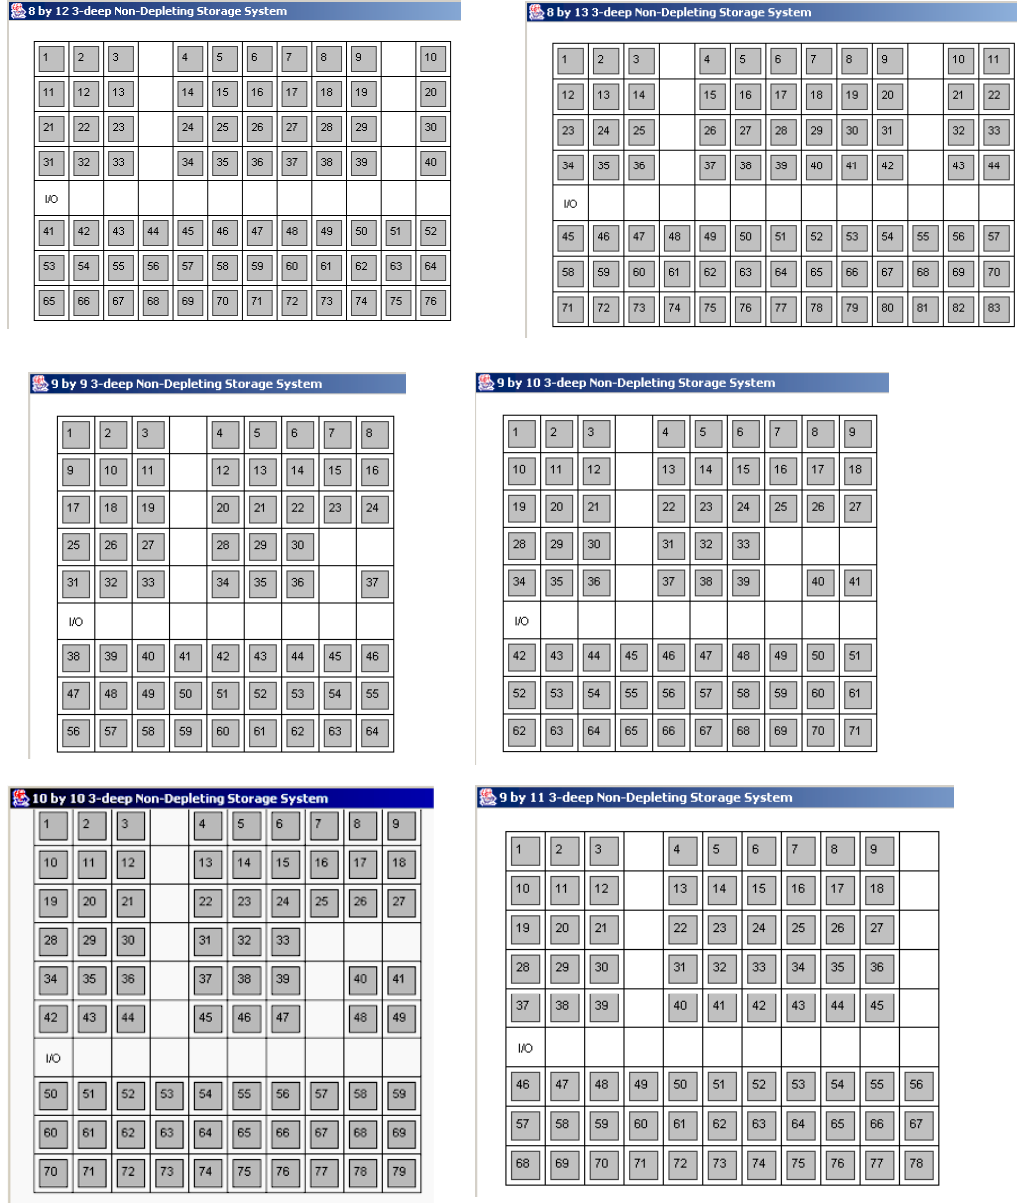 8 by 12 3-deep Non-Depleting Storage System
1 2 3 4 5 6 7 8 9 10
11 12 13 14 15 16 17 18 19 20
21 22 23 24 25 26 27 28 29 30
31 32 33 34 35 36 37 38 39 40
I/O
41 42 43 44 45 46 47 48 49 50 51 52
53 54 55 56 57 58 59 60 61 62 63 64
65 66 67 68 69 70 71 72 73 74 75 76
8 by 13 3-deep Non-Depleting Storage System
1 2 3 4 5 6 7 8 9 10 11
12 13 14 15 16 17 18 19 20 21 22
23 24 25 26 27 28 29 30 31 32 33
34 35 36 37 38 39 40 41 42 43 44
I/O
45 46 47 48 49 50 51 52 53 54 55 56 57
58 59 60 61 62 63 64 65 66 67 68 69 70
71 72 73 74 75 76 77 78 79 80 81 82 83
9 by 9 3-deep Non-Depleting Storage System
1 2 3 4 5 6 7 8
9 10 11 12 13 14 15 16
17 18 19 20 21 22 23 24
25 26 27 28 29 30
31 32 33 34 35 36 37
I/O
38 39 40 41 42 43 44 45 46
47 48 49 50 51 52 53 54 55
56 57 58 59 60 61 62 63 64
9 by 10 3-deep Non-Depleting Storage System
1 2 3 4 5 6 7 8 9
10 11 12 13 14 15 16 17 18
19 20 21 22 23 24 25 26 27
28 29 30 31 32 33
34 35 36 37 38 39 40 41
I/O
42 43 44 45 46 47 48 49 50 51
52 53 54 55 56 57 58 59 60 61
62 63 64 65 66 67 68 69 70 71
10 by 10 3-deep Non-Depleting Storage System
1 2 3 4 5 6 7 8 9
10 11 12 13 14 15 16 17 18
19 20 21 22 23 24 25 26 27
28 29 30 31 32 33
34 35 36 37 38 39 40 41
42 43 44 45 46 47 48 49
I/O
50 51 52 53 54 55 56 57 58 59
60 61 62 63 64 65 66 67 68 69
70 71 72 73 74 75 76 77 78 79
9 by 11 3-deep Non-Depleting Storage System
1 2 3 4 5 6 7 8 9
10 11 12 13 14 15 16 17 18
19 20 21 22 23 24 25 26 27
28 29 30 31 32 33 34 35 36
37 38 39 40 41 42 43 44 45
I/O
46 47 48 49 50 51 52 53 54 55 56
57 58 59 60 61 62 63 64 65 66 67
68 69 70 71 72 73 74 75 76 77 78